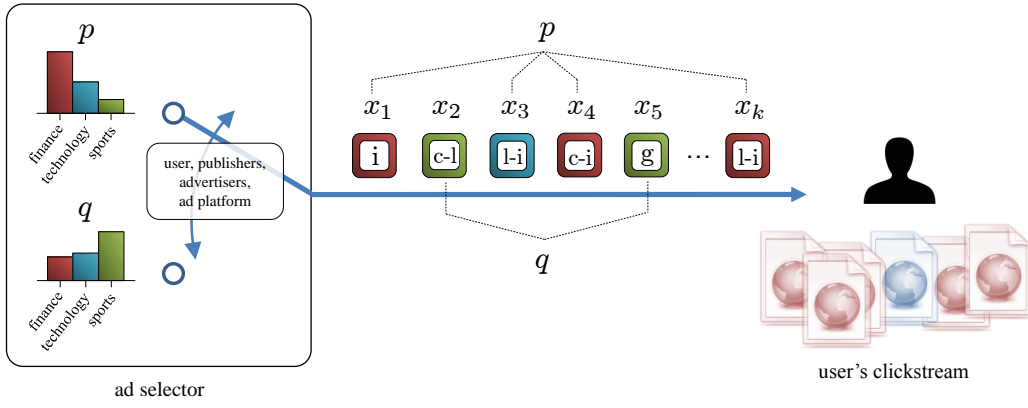 p
finance
technology
sports
user, publishers,
advertisers,
ad platform
q
finance
technology
sports
ad selector
p
x1 x2 x3 x4 x5 xk
i c-l l-i c-i g ··· l-i
q
user's clickstream